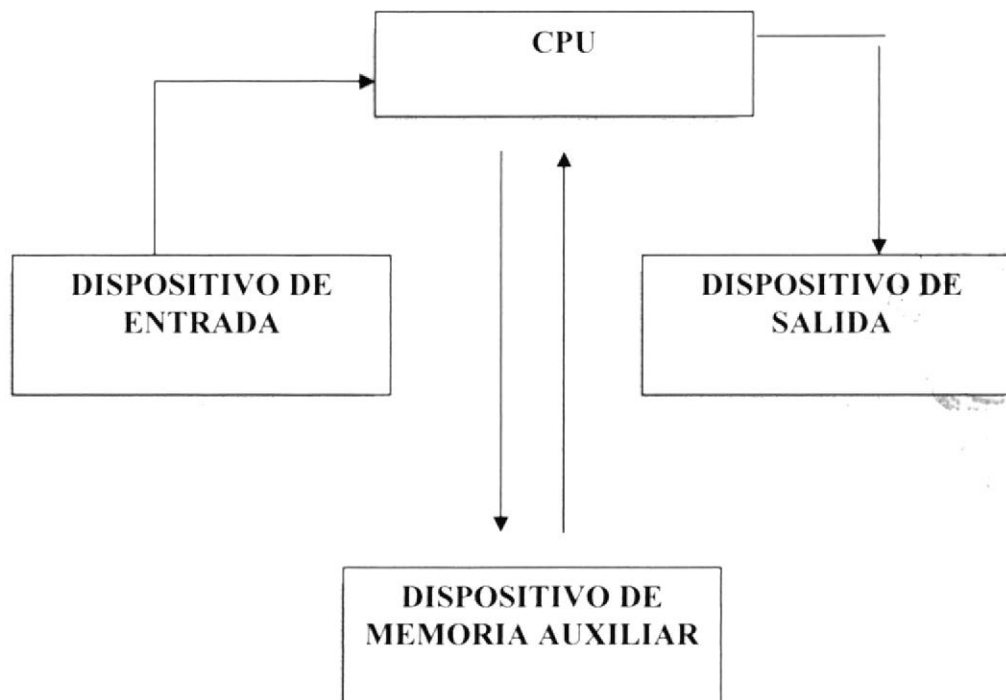 CPU
DISPOSITIVO DE
ENTRADA
DISPOSITIVO DE
SALIDA
DISPOSITIVO DE
MEMORIA AUXILIAR